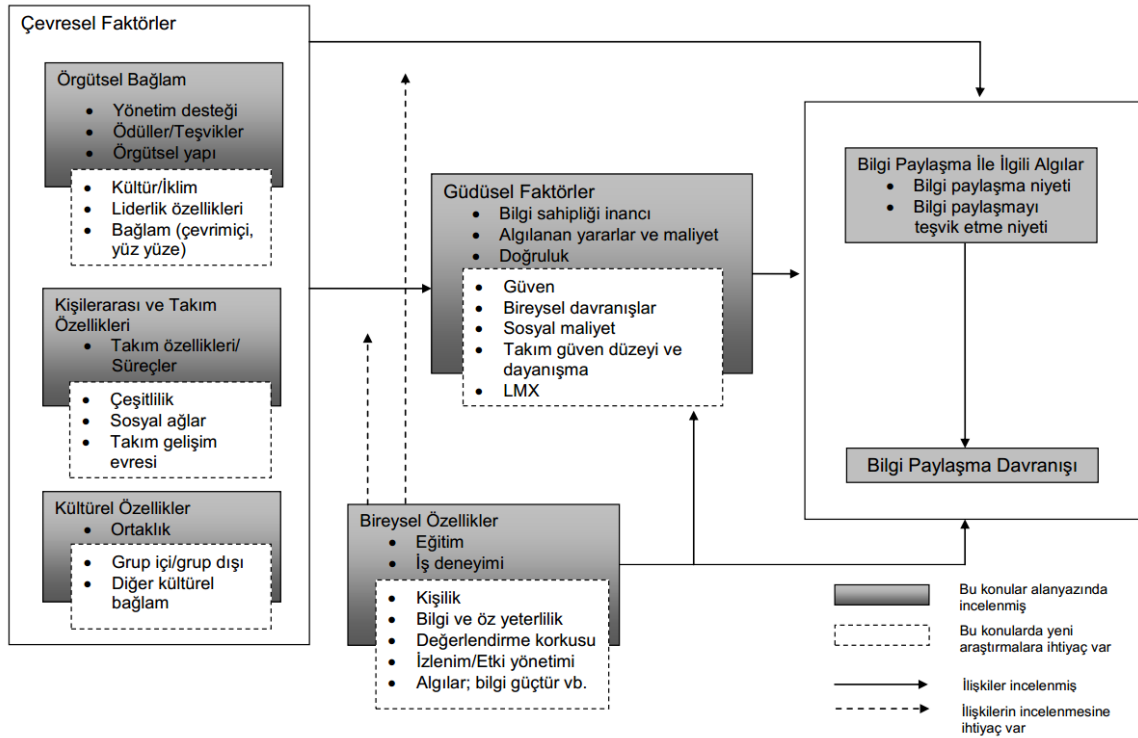 Çevresel Faktörler
Örgütsel Bağlam
• Yönetim desteği
• Ödüller/Teşvikler
• Örgütsel yapı
• Kültür/İklim
• Liderlik özellikleri
• Bağlam (çevrimiçi,
yüz yüze)
Kişilerarası ve Takım
Özellikleri
• Takım özellikleri/
Süreçler
• Çeşitlilik
• Sosyal ağlar
• Takım gelişim
evresi
Kültürel Özellikler
• Ortaklık
• Grup içi/grup dışı
• Diğer kültürel
bağlam
Güdüsel Faktörler
• Bilgi sahipliği inancı
• Algılanan yararlar ve maliyet
• Doğruluk
• Güven
• Bireysel davranışlar
• Sosyal maliyet
• Takım güven düzeyi ve
dayanışma
• LMX
Bireysel Özellikler
• Eğitim
• İş deneyimi
• Kişilik
• Bilgi ve öz yeterlilik
• Değerlendirme korkusu
• İzlenim/Etki yönetimi
• Algılar; bilgi güçtür vb.
Bilgi Paylaşma İle İlgili Algılar
• Bilgi paylaşma niyeti
• Bilgi paylaşmayı
teşvik etme niyeti
Bilgi Paylaşma Davranışı
Bu konular alanyazında
incelenmiş
Bu konularda yeni
araştırmalara ihtiyaç var
İlişkiler incelenmiş
İlişkilerin incelenmesine
ihtiyaç var